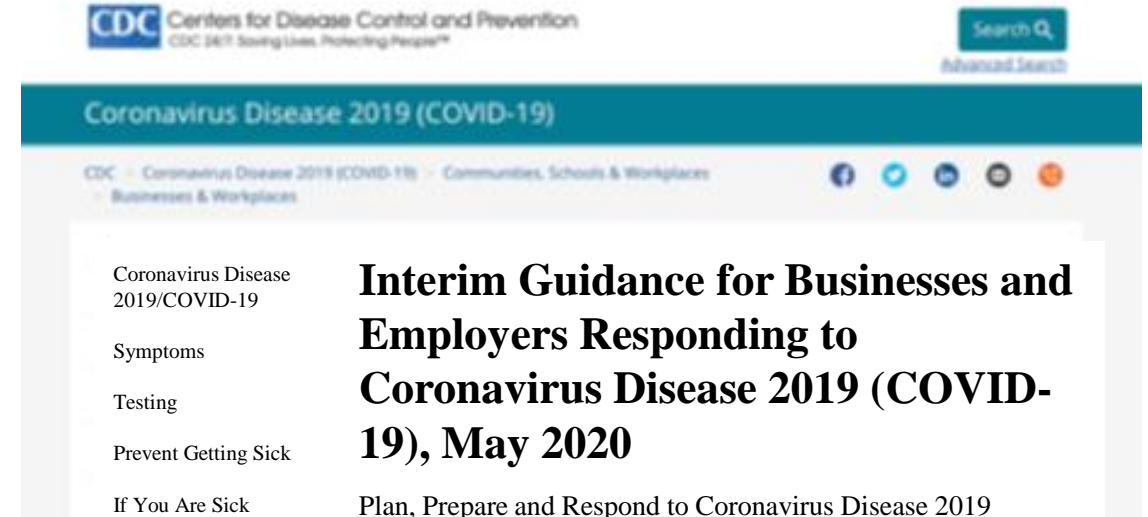 CDC Centers for Disease Control and Prevention
CDC 24/7: Saving Lives, Protecting People™
Search
Advanced Search
Coronavirus Disease 2019 (COVID-19)
CDC Coronavirus Disease 2019 (COVID-19) Communities, Schools & Workplaces
Businesses & Workplaces
Coronavirus Disease
2019/COVID-19
Symptoms
Testing
Prevent Getting Sick
If You Are Sick
Interim Guidance for Businesses and
Employers Responding to
Coronavirus Disease 2019 (COVID-
19), May 2020
Plan, Prepare and Respond to Coronavirus Disease 2019